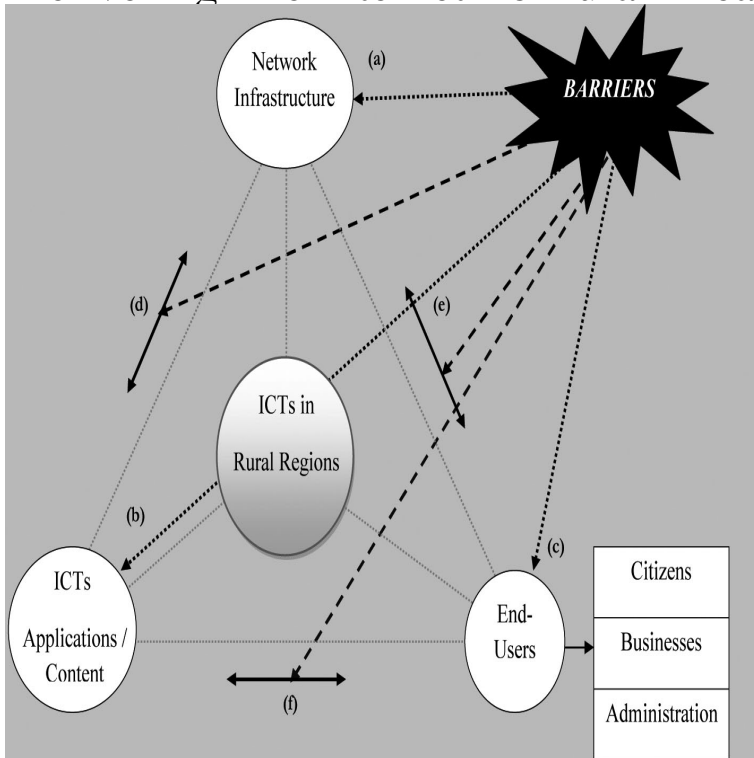 Network
Infrastructure
(a)
BARRIERS
(d)
(e)
ICTs in
Rural Regions
(b)
(c)
ICTs
Applications /
Content
End-
Users
Citizens
Businesses
Administration
(f)